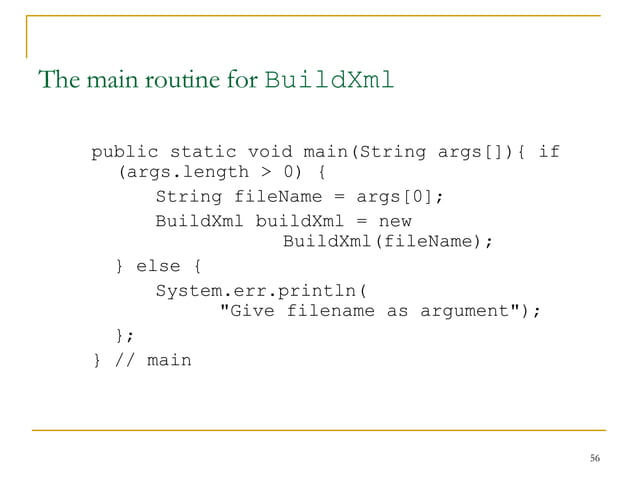 The main routine for BuildXml
public static void main(String args[]){ if
(args.length > 0) {
String fileName = args[0];
BuildXml buildXml = new
BuildXml(fileName);
} else {
System.err.println(
"Give filename as argument");
};
} // main
56